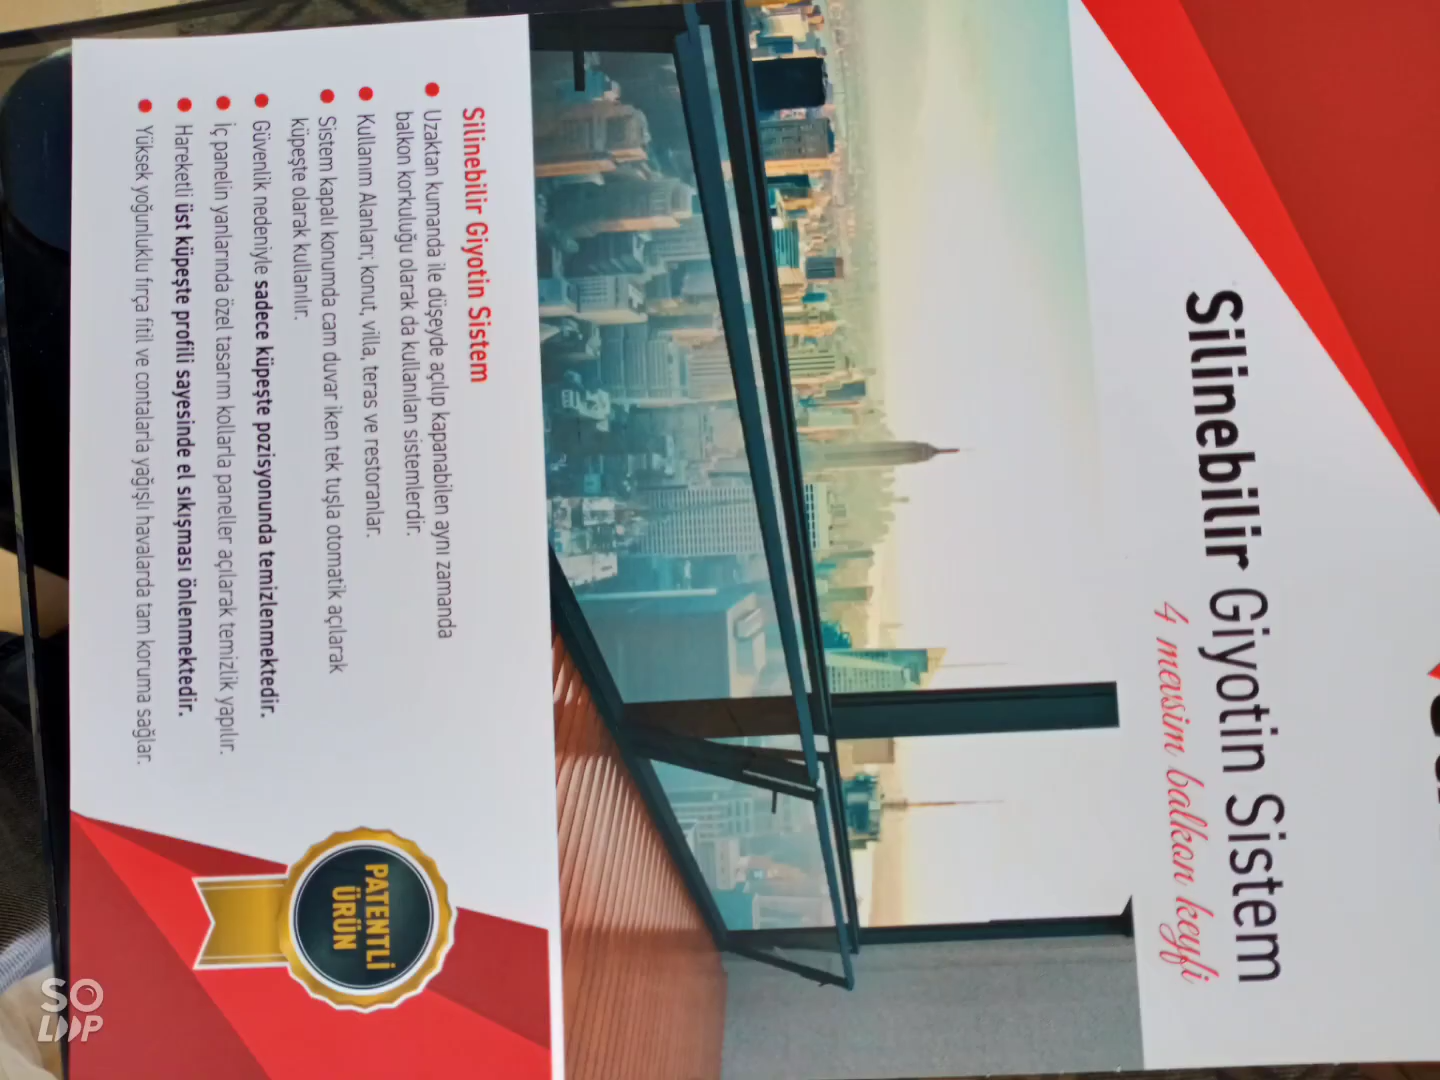 Silinebilir Giyotin Sistem
4 mevsim balkon keyfi
Silinebilir Giyotin Sistem
Uzaktan kumanda ile düşeyde açılıp kapanabilen aynı zamanda
balkon korkuluğu olarak da kullanılan sistemlerdir.
Kullanım Alanları; konut, villa, teras ve restoranlar.
Sistem kapalı konumda cam duvar iken tek tuşla otomatik açılarak
küpeşte olarak kullanılır.
Güvenlik nedeniyle sadece küpeşte pozisyonunda temizlenmektedir.
İç panelin yanlarında özel tasarım kollarla paneller açılarak temizlik yapılır.
Hareketli üst küpeşte profili sayesinde el sıkışması önlenmektedir.
Yüksek yoğunluklu fırça fitil ve contalarla yağışlı havalarda tam koruma sağlar.
PATENTLİ
ÜRÜN
SOLOOP